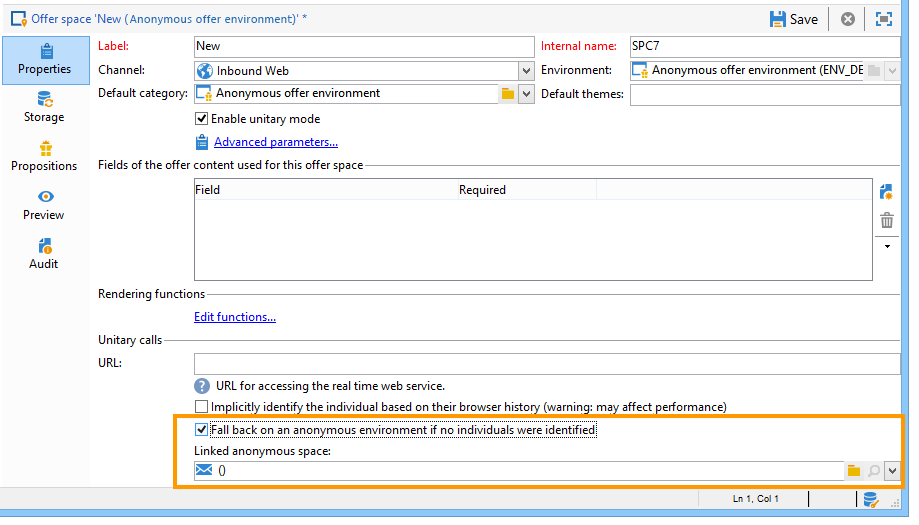 Offer space 'New (Anonymous offer environment)' *
Save
Properties
Storage
Propositions
Preview
Audit
Label: New Internal name: SPC7
Channel: Inbound Web Environment: Anonymous offer environment (ENV_DE
Default category: Anonymous offer environment Default themes:
Enable unitary mode
Advanced parameters...
Fields of the offer content used for this offer space
Field Required
Rendering functions
Edit functions...
Unitary calls
URL:
? URL for accessing the real time web service.
Implicitly identify the individual based on their browser history (warning: may affect performance)
Fall back on an anonymous environment if no individuals were identified
Linked anonymous space:
()
Ln 1, Col 1